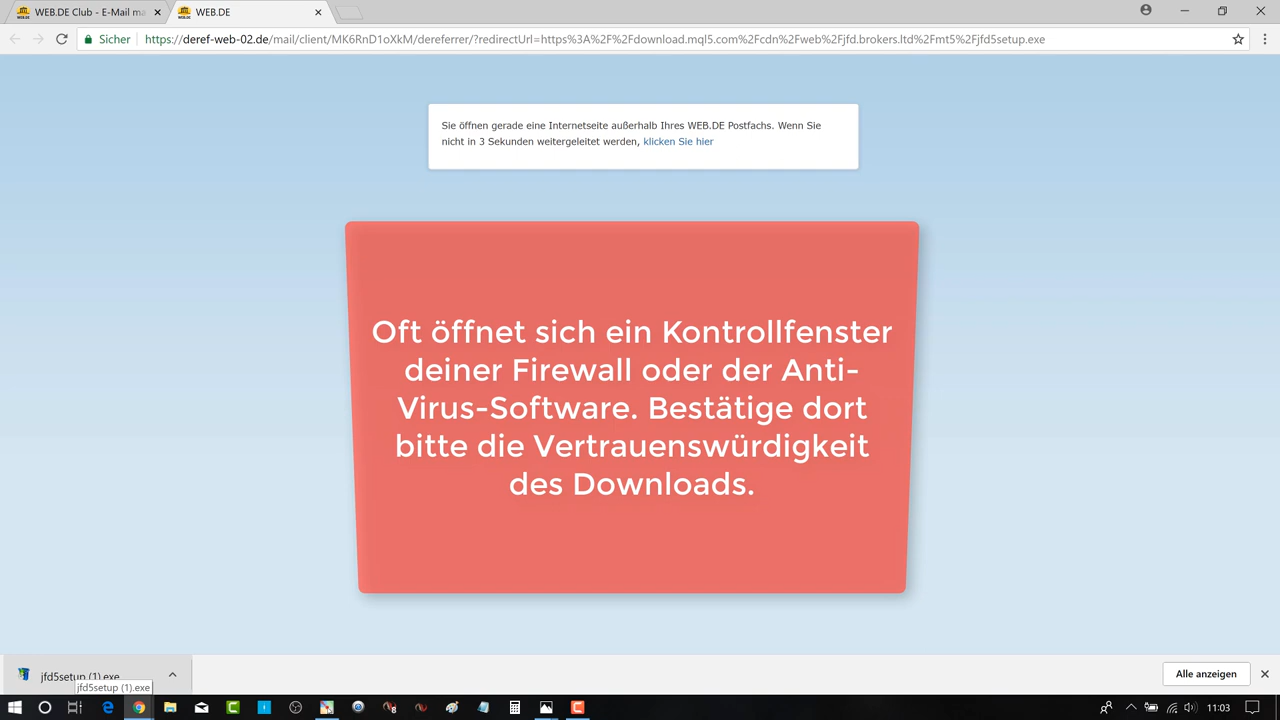 WEB.DE Club - E-Mail ma
WEB.DE
Sicher
https://deref-web-02.de/mail/client/MK6RnD1oXkM/dereferrer/?redirectUrl=https%3A%2F%2Fdownload.mql5.com%2Fcdn%2Fweb%2Fjfd.brokers.ltd%2Fmt5%2Fjfd5setup.exe
Sie öffnen gerade eine Internetseite außerhalb Ihres WEB.DE Postfachs. Wenn Sie
nicht in 3 Sekunden weitergeleitet werden, klicken Sie hier
Oft öffnet sich ein Kontrollfenster
deiner Firewall oder der Anti-
Virus-Software. Bestätige dort
bitte die Vertrauenswürdigkeit
des Downloads.
jfd5setup (1).exe
jfd5setup (1).exe
Alle anzeigen
11:03